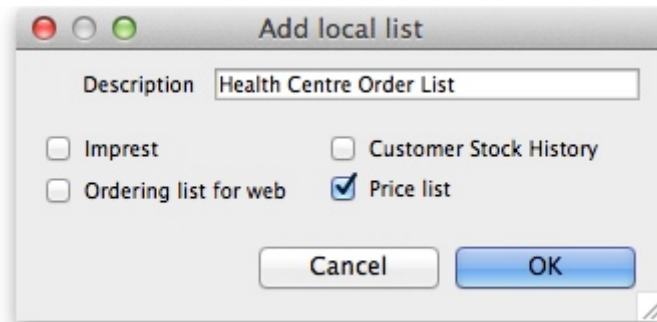 Add local list
Description Health Centre Order List
Imprest Customer Stock History
Ordering list for web Price list
Cancel OK